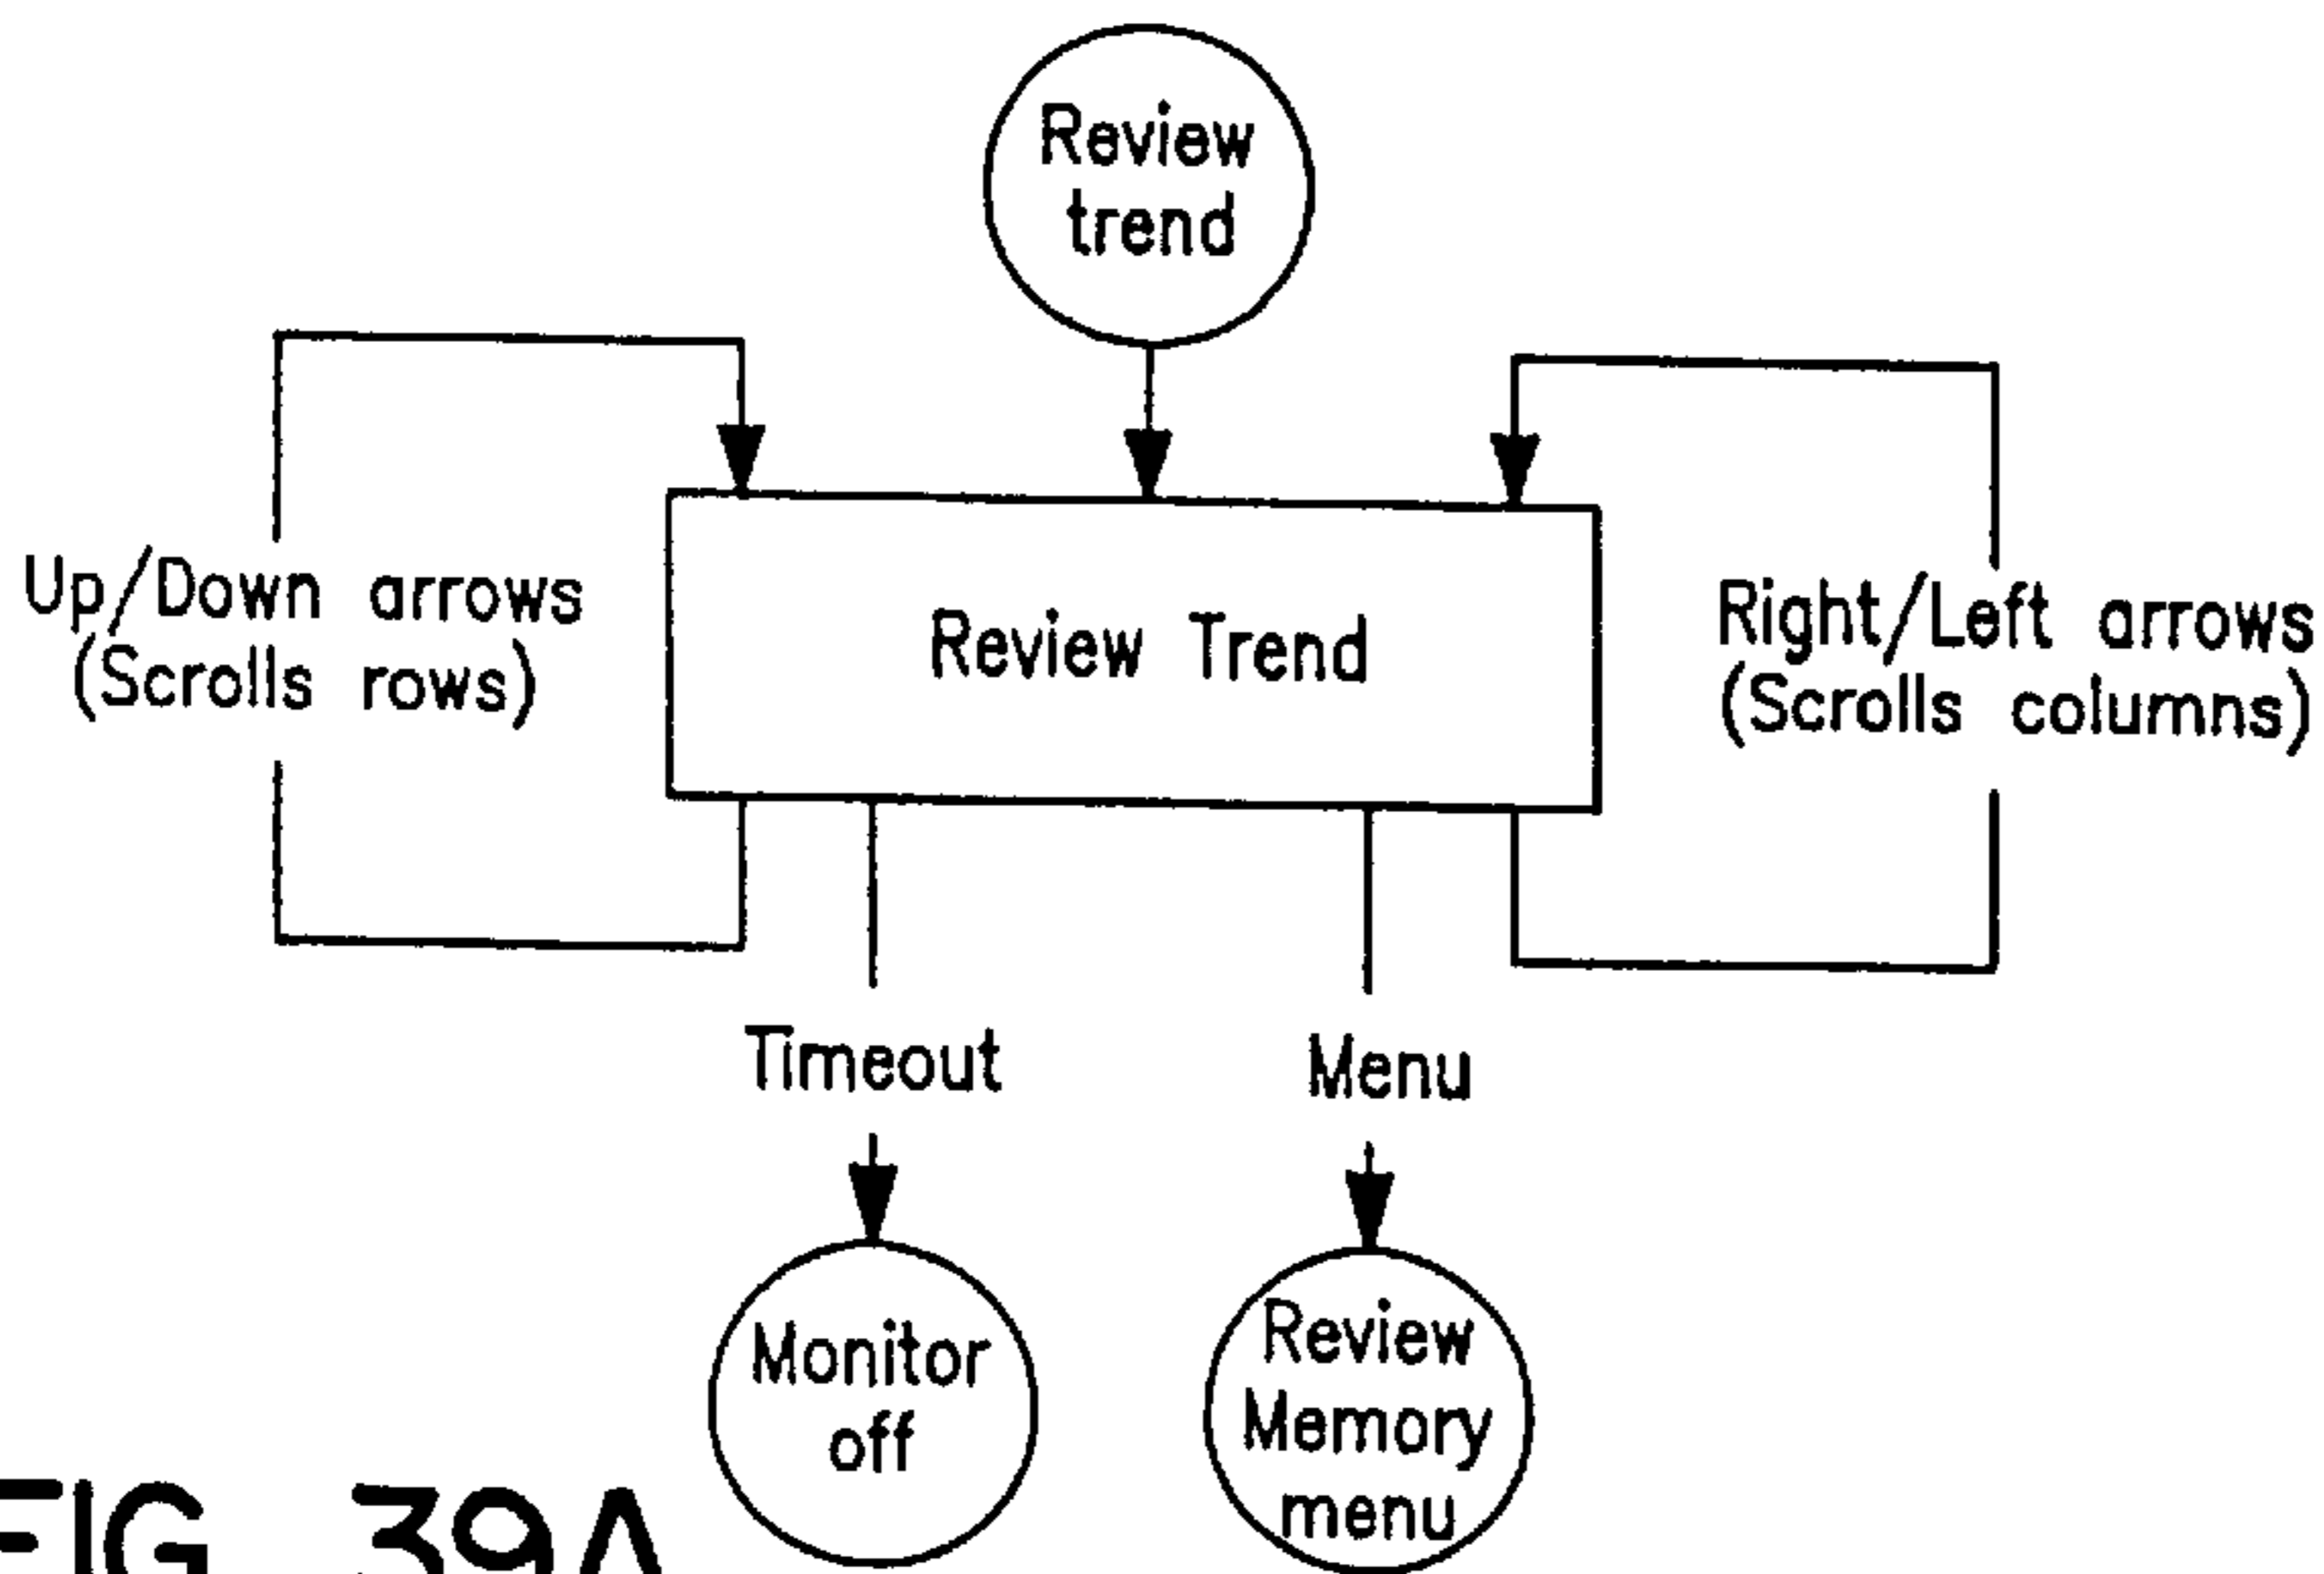 Review
trend
Up/Down arrows
(Scrolls rows)
Review Trend
Right/Left arrows
(Scrolls columns)
Timeout
Menu
Monitor
off
Review
Memory
menu
FIG. 39A